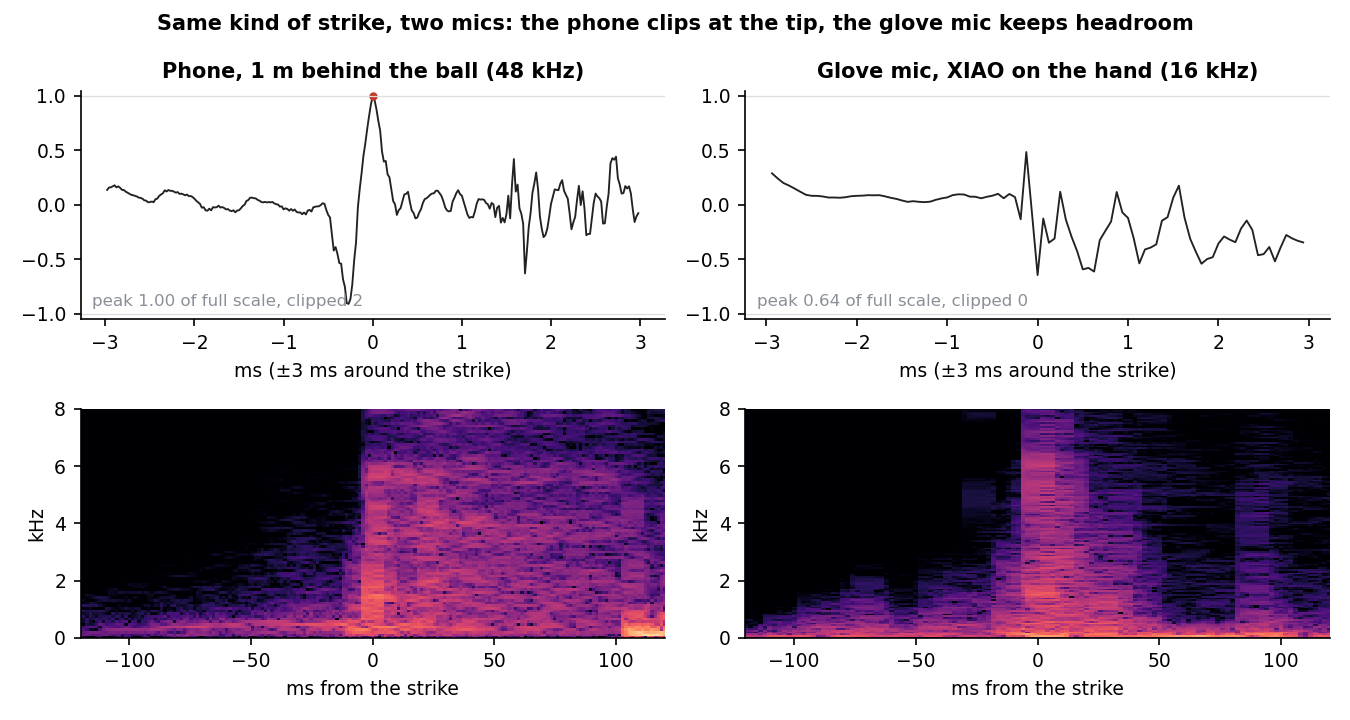 Same kind of strike, two mics: the phone clips at the tip, the glove mic keeps headroom
Phone, 1 m behind the ball (48 kHz)
1.0
0.5
0.0
−0.5
−1.0
peak 1.00 of full scale, clipped 2
−3 −2 −1 0 1 2 3
ms (±3 ms around the strike)
Glove mic, XIAO on the hand (16 kHz)
1.0
0.5
0.0
−0.5
−1.0
peak 0.64 of full scale, clipped 0
−3 −2 −1 0 1 2 3
ms (±3 ms around the strike)
8
6
4
2
0
kHz
−100 −50 0 50 100
ms from the strike
8
6
4
2
0
kHz
−100 −50 0 50 100
ms from the strike